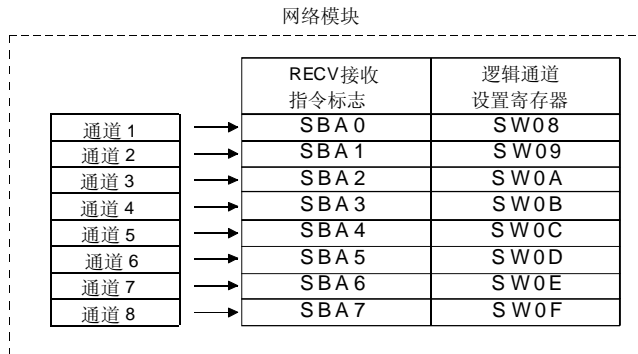 网络模块
RECV接收 逻辑通道
指令标志 设置寄存器
通道 1 SBA0 SW08
通道 2 SBA1 SW09
通道 3 SBA2 SW0A
通道 4 SBA3 SW0B
通道 5 SBA4 SW0C
通道 6 SBA5 SW0D
通道 7 SBA6 SW0E
通道 8 SBA7 SW0F